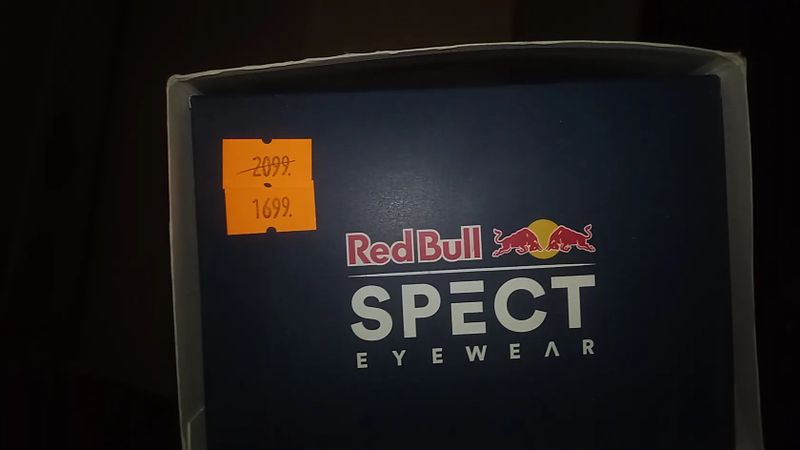 2099.
1699.
Red Bull
SPECT
EYEWEAR